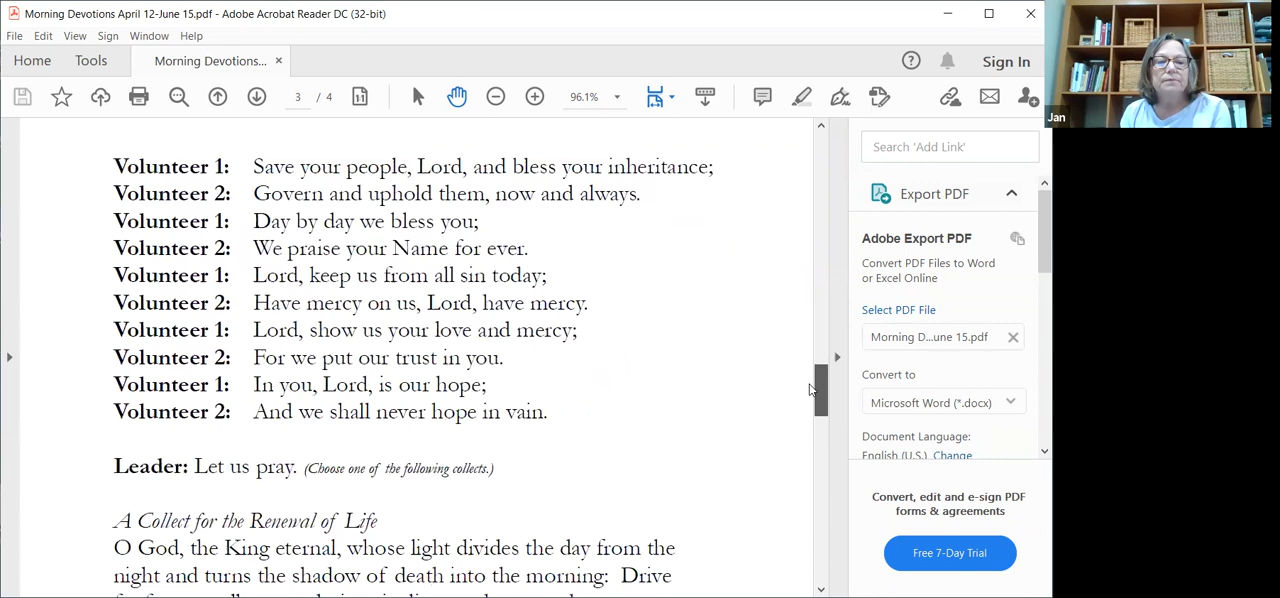 Morning Devotions April 12-June 15.pdf - Adobe Acrobat Reader DC (32-bit)
File Edit View Sign Window Help
Home Tools Morning Devotions... × Sign In
3 / 4 96.1%
Jan
Volunteer 1: Save your people, Lord, and bless your inheritance;
Volunteer 2: Govern and uphold them, now and always.
Volunteer 1: Day by day we bless you;
Volunteer 2: We praise your Name for ever.
Volunteer 1: Lord, keep us from all sin today;
Volunteer 2: Have mercy on us, Lord, have mercy.
Volunteer 1: Lord, show us your love and mercy;
Volunteer 2: For we put our trust in you.
Volunteer 1: In you, Lord, is our hope;
Volunteer 2: And we shall never hope in vain.
Leader: Let us pray. (Choose one of the following collects.)
A Collect for the Renewal of Life
O God, the King eternal, whose light divides the day from the
night and turns the shadow of death into the morning: Drive
Search 'Add Link'
Export PDF
Adobe Export PDF
Convert PDF Files to Word
or Excel Online
Select PDF File
Morning D...une 15.pdf
Convert to
Microsoft Word (*.docx)
Document Language:
English (U.S.) Change
Convert, edit and e-sign PDF
forms & agreements
Free 7-Day Trial